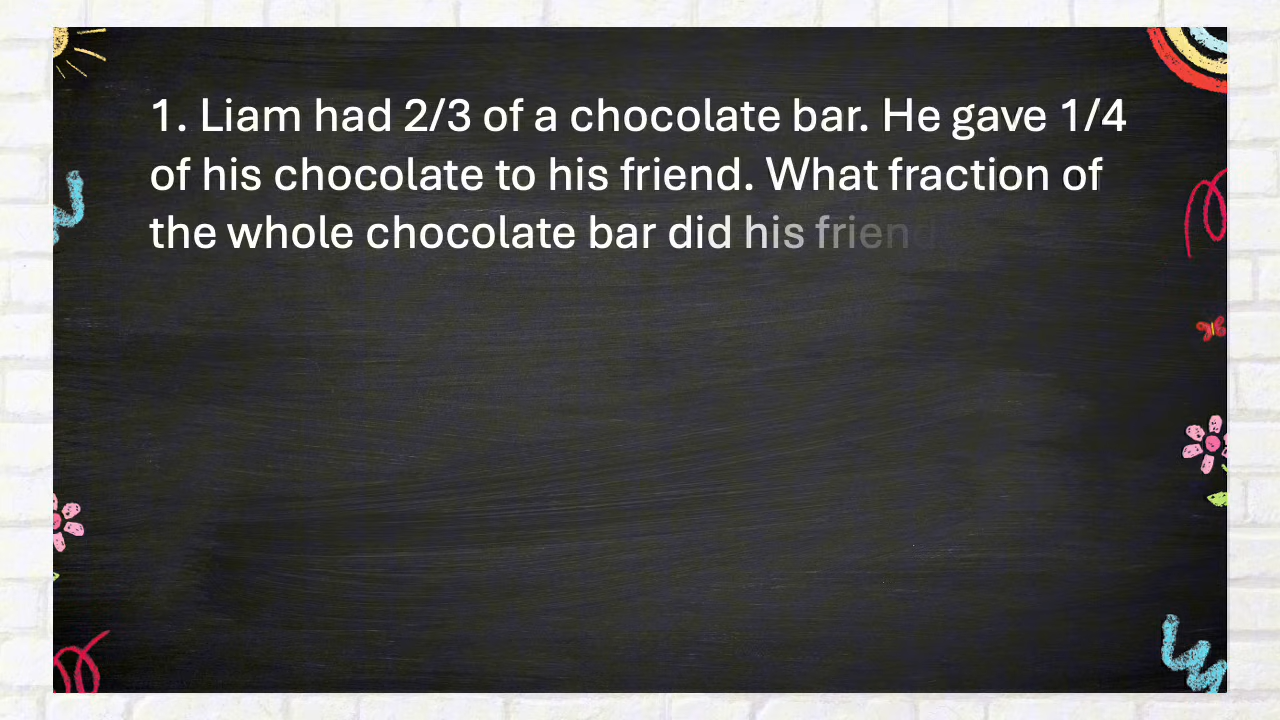 1. Liam had 2/3 of a chocolate bar. He gave 1/4
of his chocolate to his friend. What fraction of
the whole chocolate bar did his friend